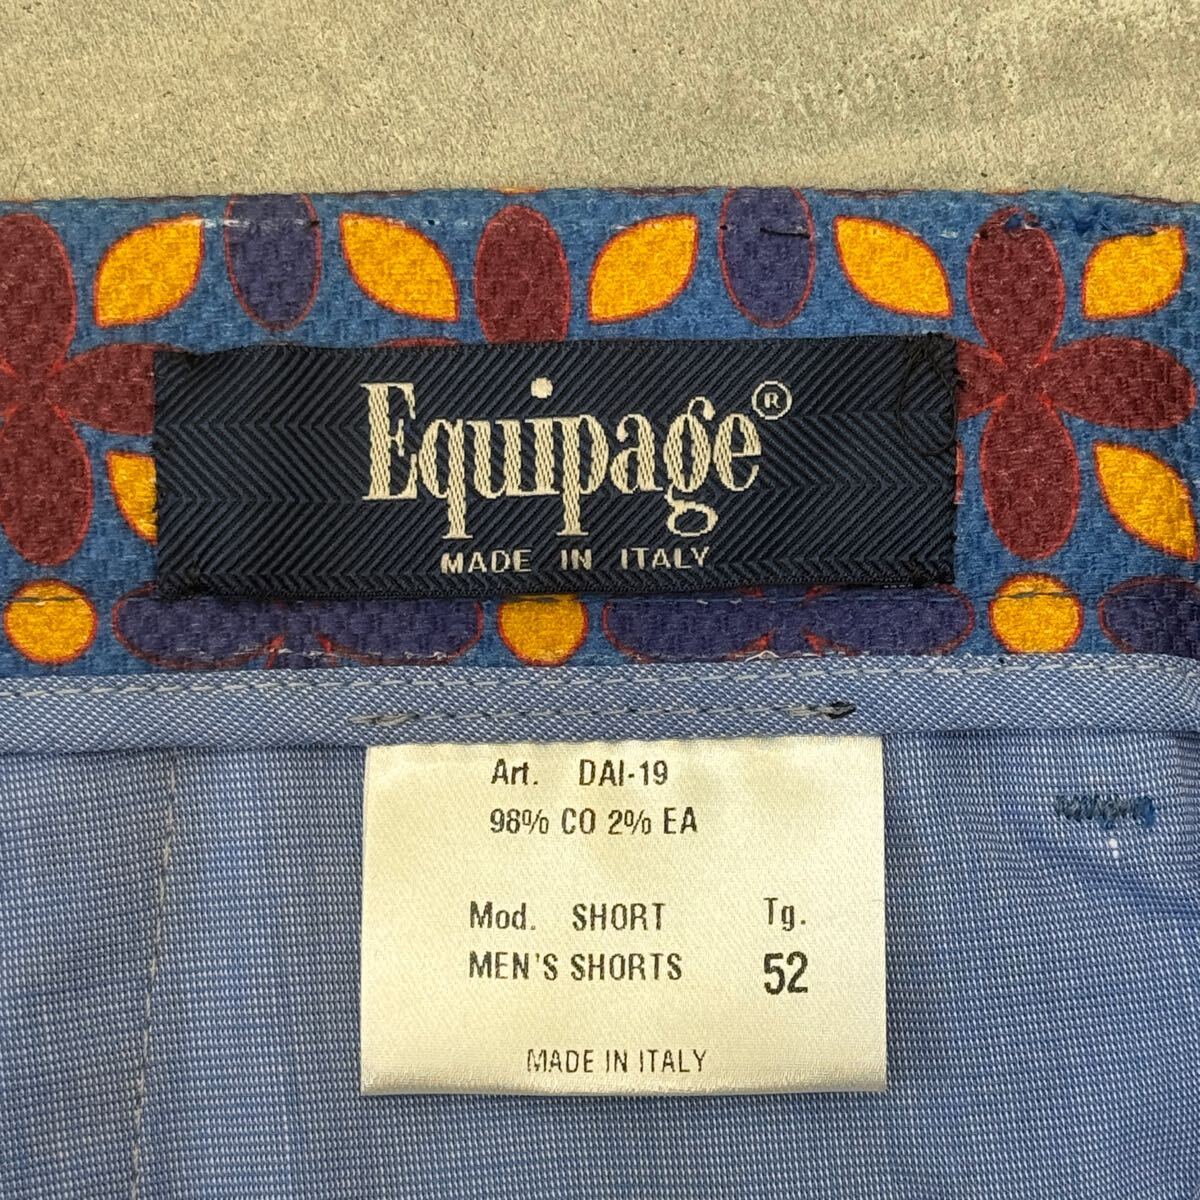 Equipage®
MADE IN ITALY
Art. DAI-19
98% CO 2% EA
Mod. SHORT Tg.
MEN'S SHORTS 52
MADE IN ITALY